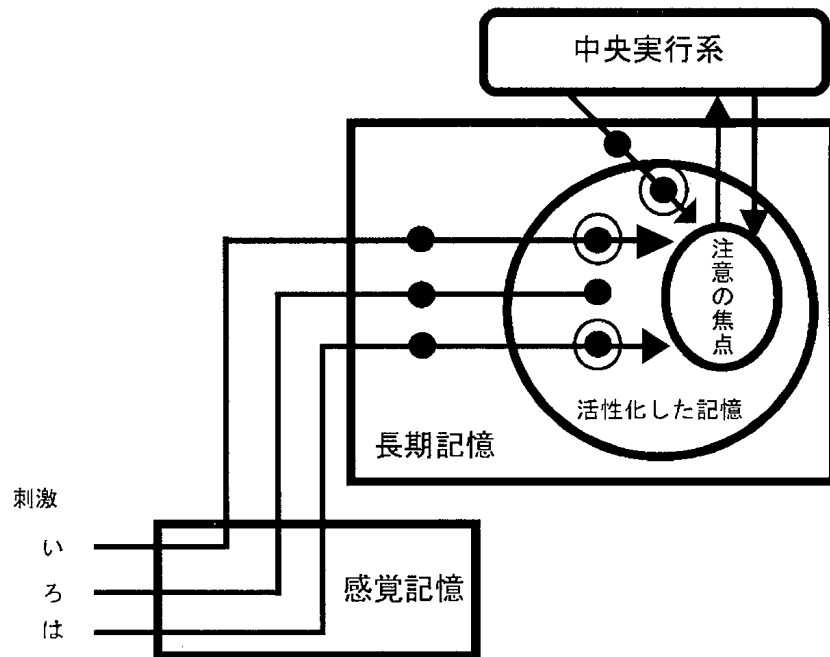 中央実行系
注意の焦点
活性化した記憶
長期記憶
刺激
い
ろ
は
感覚記憶